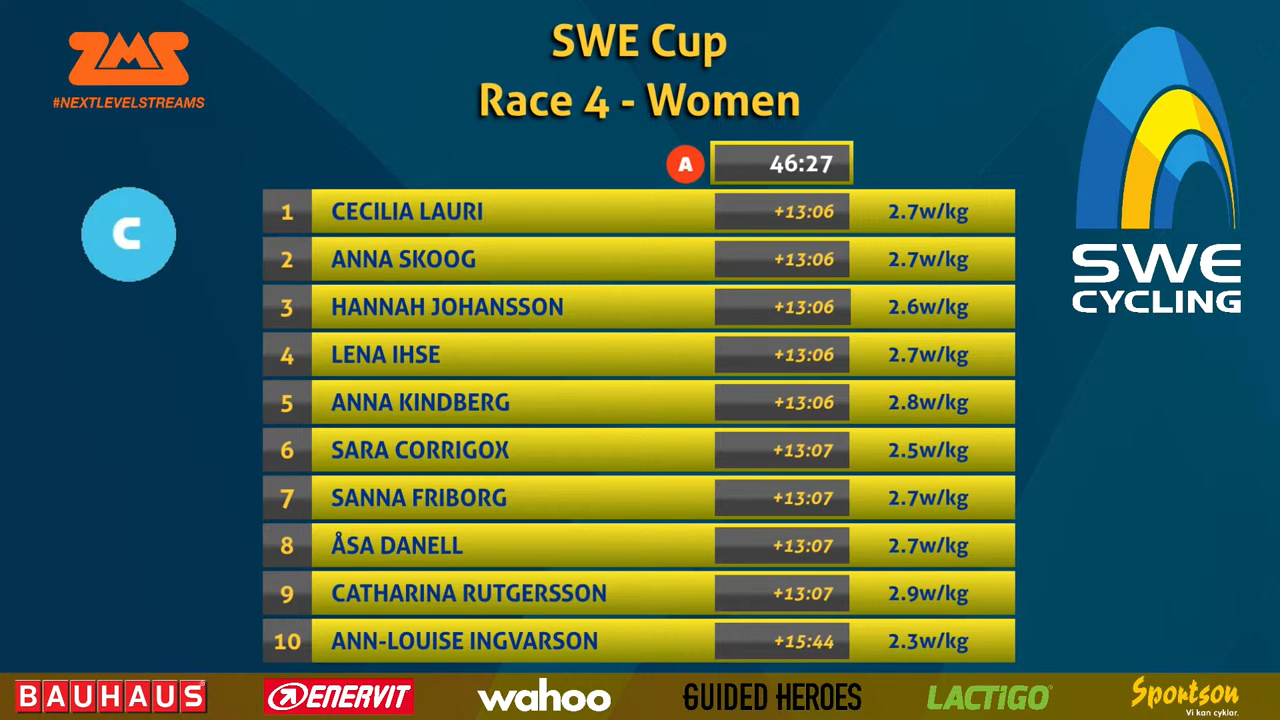 ZMS
#NEXTLEVELSTREAMS
SWE Cup
Race 4 - Women
A 46:27
C
1 CECILIA LAURI +13:06 2.7w/kg
2 ANNA SKOOG +13:06 2.7w/kg
3 HANNAH JOHANSSON +13:06 2.6w/kg
4 LENA IHSE +13:06 2.7w/kg
5 ANNA KINDBERG +13:06 2.8w/kg
6 SARA CORRIGOX +13:07 2.5w/kg
7 SANNA FRIBORG +13:07 2.7w/kg
8 ÅSA DANELL +13:07 2.7w/kg
9 CATHARINA RUTGERSSON +13:07 2.9w/kg
10 ANN-LOUISE INGVARSON +15:44 2.3w/kg
SWE
CYCLING
BAUHAUS® ENERVIT wahoo GUIDED HEROES LACTIGO Sportson
Vi kan cyklar.